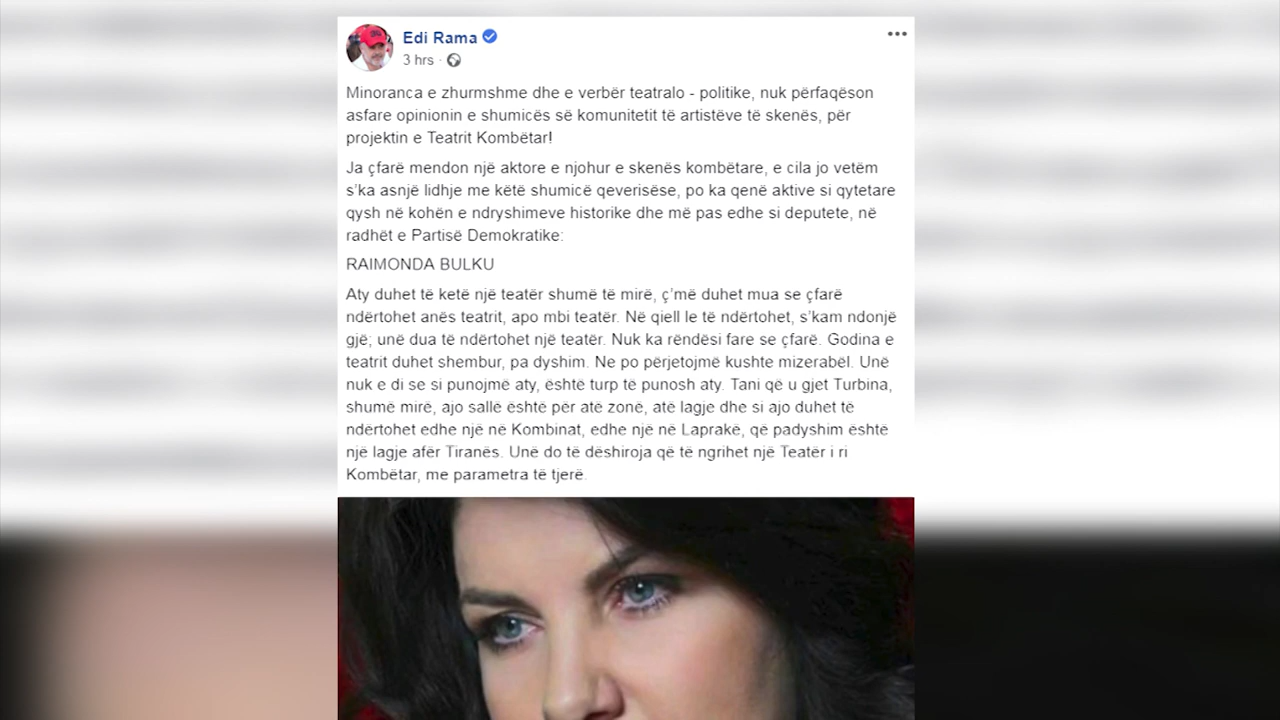 Edi Rama
3 hrs ·
Minoranca e zhurmshme dhe e verbër teatralo - politike, nuk përfaqëson
asfare opinionin e shumicës së komunitetit të artistëve të skenës, për
projektin e Teatrit Kombëtar!
Ja çfarë mendon një aktore e njohur e skenës kombëtare, e cila jo vetëm
s'ka asnjë lidhje me këtë shumicë qeverisëse, po ka qenë aktive si qytetare
qysh në kohën e ndryshimeve historike dhe më pas edhe si deputete, në
radhët e Partisë Demokratike:
RAIMONDA BULKU
Aty duhet të ketë një teatër shumë të mirë, ç'më duhet mua se çfarë
ndërtohet anës teatrit, apo mbi teatër. Në qiell le të ndërtohet, s'kam ndonjë
gjë; unë dua të ndërtohet një teatër. Nuk ka rëndësi fare se çfarë. Godina e
teatrit duhet shembur, pa dyshim. Ne po përjetojmë kushte mizerabël. Unë
nuk e di se si punojmë aty, është turp të punosh aty. Tani që u gjet Turbina,
shumë mirë, ajo sallë është për atë zonë, atë lagje dhe si ajo duhet të
ndërtohet edhe një në Kombinat, edhe një në Laprakë, që padyshim është
një lagje afër Tiranës. Unë do të dëshiroja që të ngrihet një Teatër i ri
Kombëtar, me parametra të tjerë.